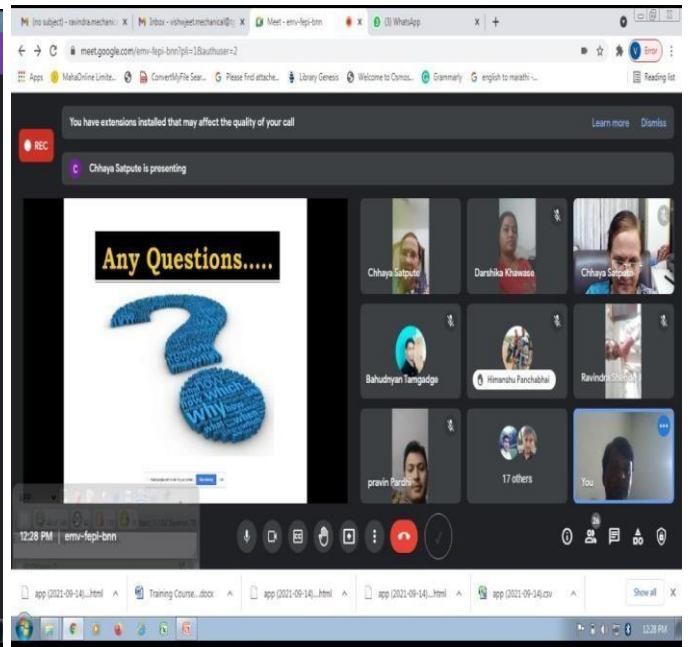 (no subject) - ravindra.mechanic
Inbox - vishvjeet.mechanical@
Meet - emv-fepi-bnn
(3) WhatsApp
meet.google.com/emv-fepi-bnn?pli=1&authuser=2
Error
Apps
MahaOnline Limite...
ConvertMyFile Sear...
Please find attache...
Library Genesis
Welcome to Osmos...
Grammarly
english to marathi -...
Reading list
You have extensions installed that may affect the quality of your call
Learn more
Dismiss
REC
C
Chhaya Satpute is presenting
Any Questions.....
how
Which
why
Chhaya Satpute
Darshika Khawase
Chhaya Satpute
Bahudnyan Tamgadge
Himanshu Panchabhai
Ravindra
pravin Pardhi
17 others
You
12:28 PM | emv-fepi-bnn
26
app (2021-09-14)....html
Training Course...docx
app (2021-09-14)....html
app (2021-09-14)....html
app (2021-09-14).csv
Show all
12:28 PM